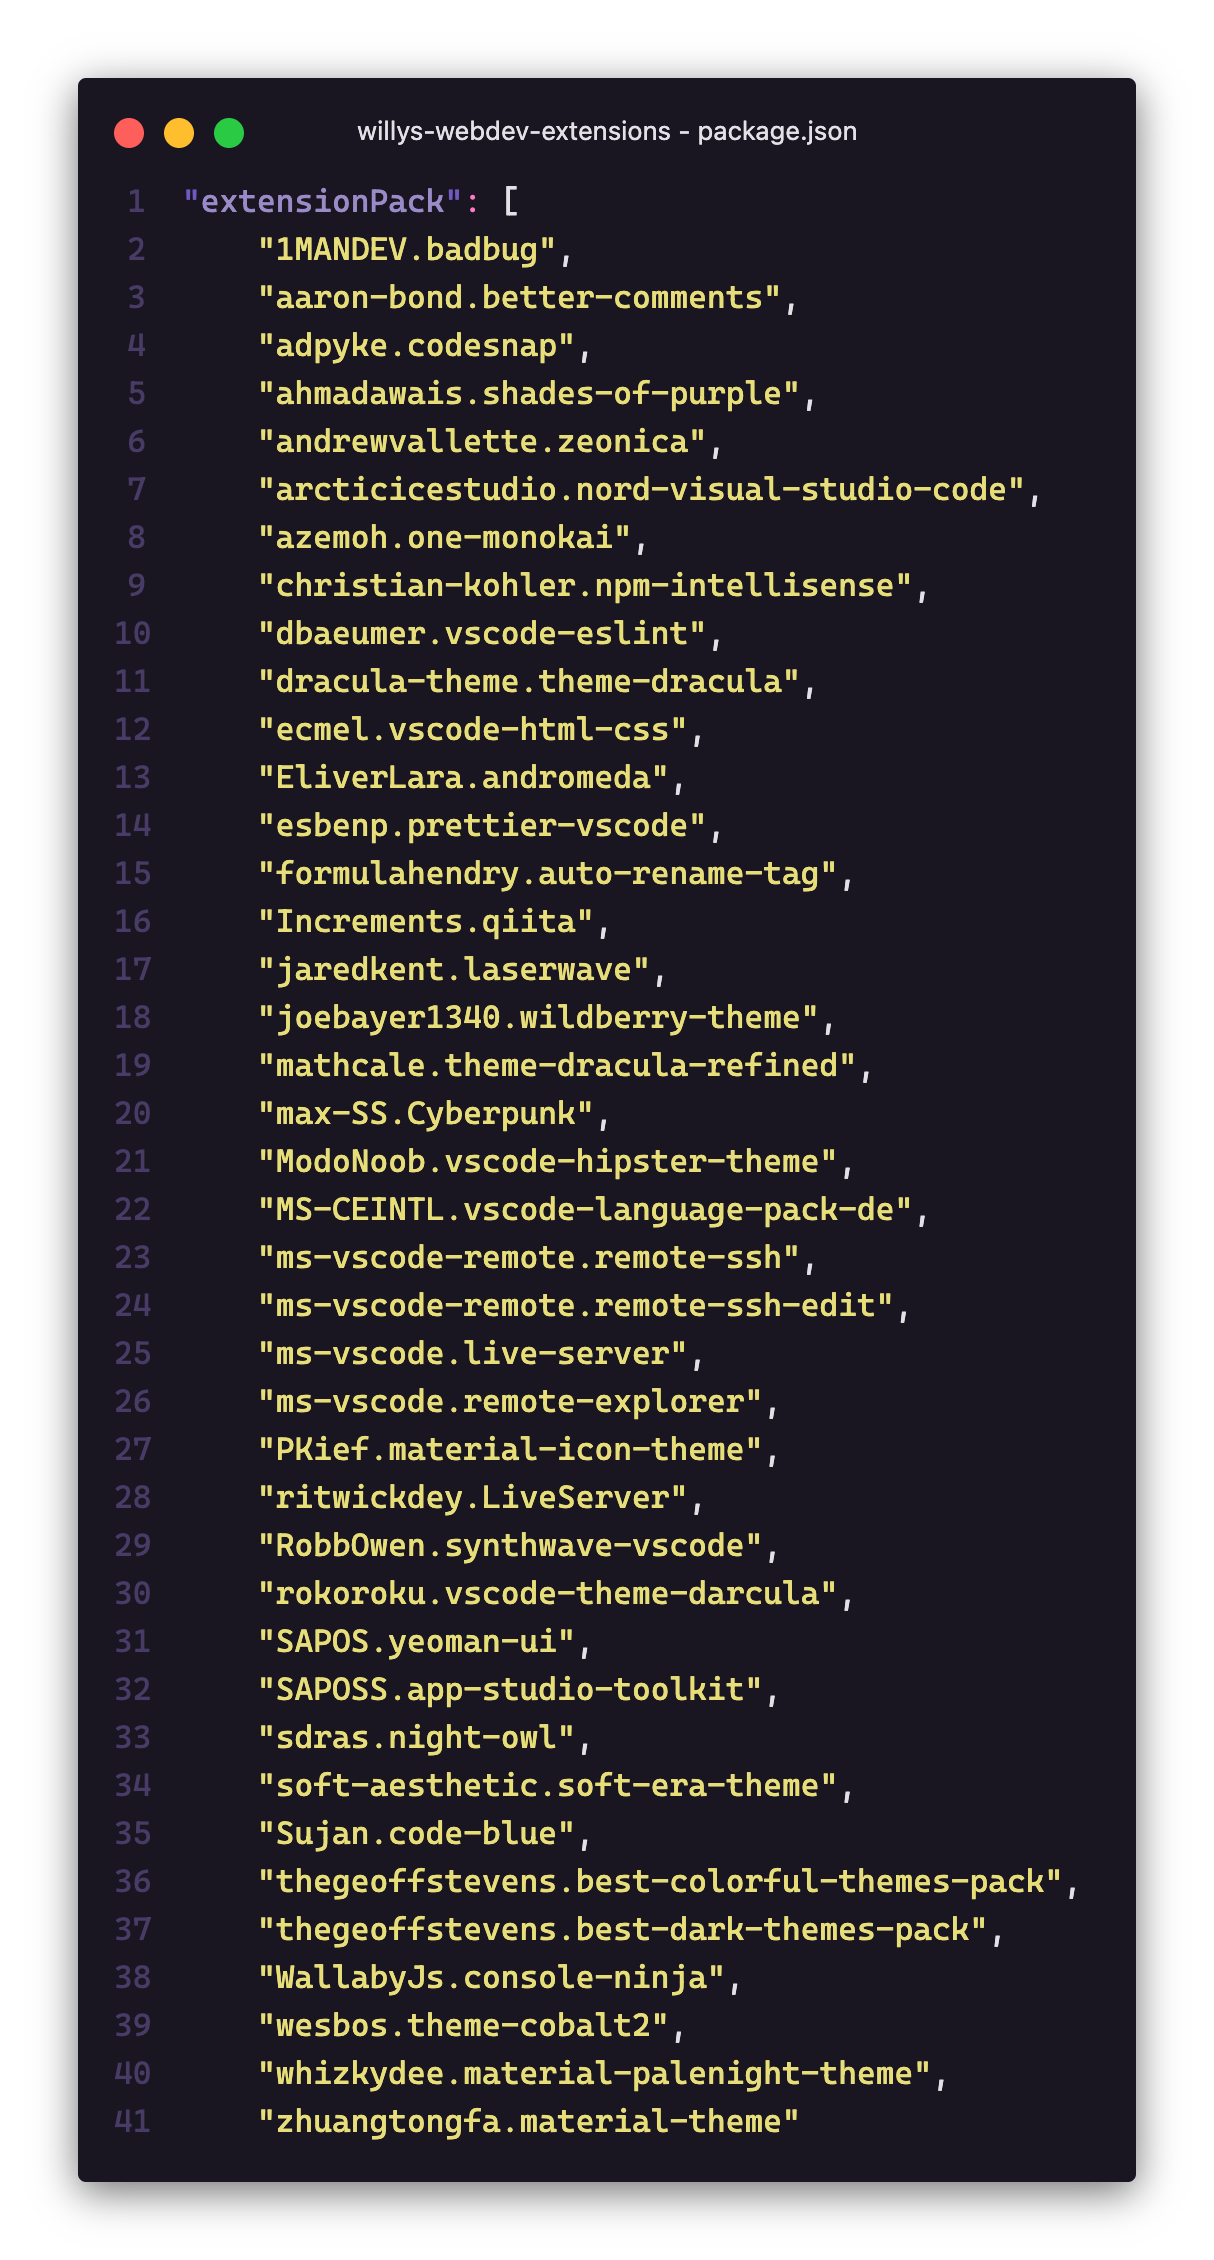 willys-webdev-extensions - package.json
1 "extensionPack": [
2 "1MANDEV.badbug",
3 "aaron-bond.better-comments",
4 "adpyke.codesnap",
5 "ahmadawais.shades-of-purple",
6 "andrewvallette.zeonica",
7 "arcticicestudio.nord-visual-studio-code",
8 "azemoh.one-monokai",
9 "christian-kohler.npm-intellisense",
10 "dbaeumer.vscode-eslint",
11 "dracula-theme.theme-dracula",
12 "ecmel.vscode-html-css",
13 "EliverLara.andromeda",
14 "esbenp.prettier-vscode",
15 "formulahendry.auto-rename-tag",
16 "Increments.qiita",
17 "jaredkent.laserwave",
18 "joebayer1340.wildberry-theme",
19 "mathcale.theme-dracula-refined",
20 "max-SS.Cyberpunk",
21 "ModoNoob.vscode-hipster-theme",
22 "MS-CEINTL.vscode-language-pack-de",
23 "ms-vscode-remote.remote-ssh",
24 "ms-vscode-remote.remote-ssh-edit",
25 "ms-vscode.live-server",
26 "ms-vscode.remote-explorer",
27 "PKief.material-icon-theme",
28 "ritwickdey.LiveServer",
29 "RobbOwen.synthwave-vscode",
30 "rokoroku.vscode-theme-darcula",
31 "SAPOS.yeoman-ui",
32 "SAPOSS.app-studio-toolkit",
33 "sdras.night-owl",
34 "soft-aesthetic.soft-era-theme",
35 "Sujan.code-blue",
36 "thegeoffstevens.best-colorful-themes-pack",
37 "thegeoffstevens.best-dark-themes-pack",
38 "WallabyJs.console-ninja",
39 "wesbos.theme-cobalt2",
40 "whizkydee.material-palenight-theme",
41 "zhuangtongfa.material-theme"